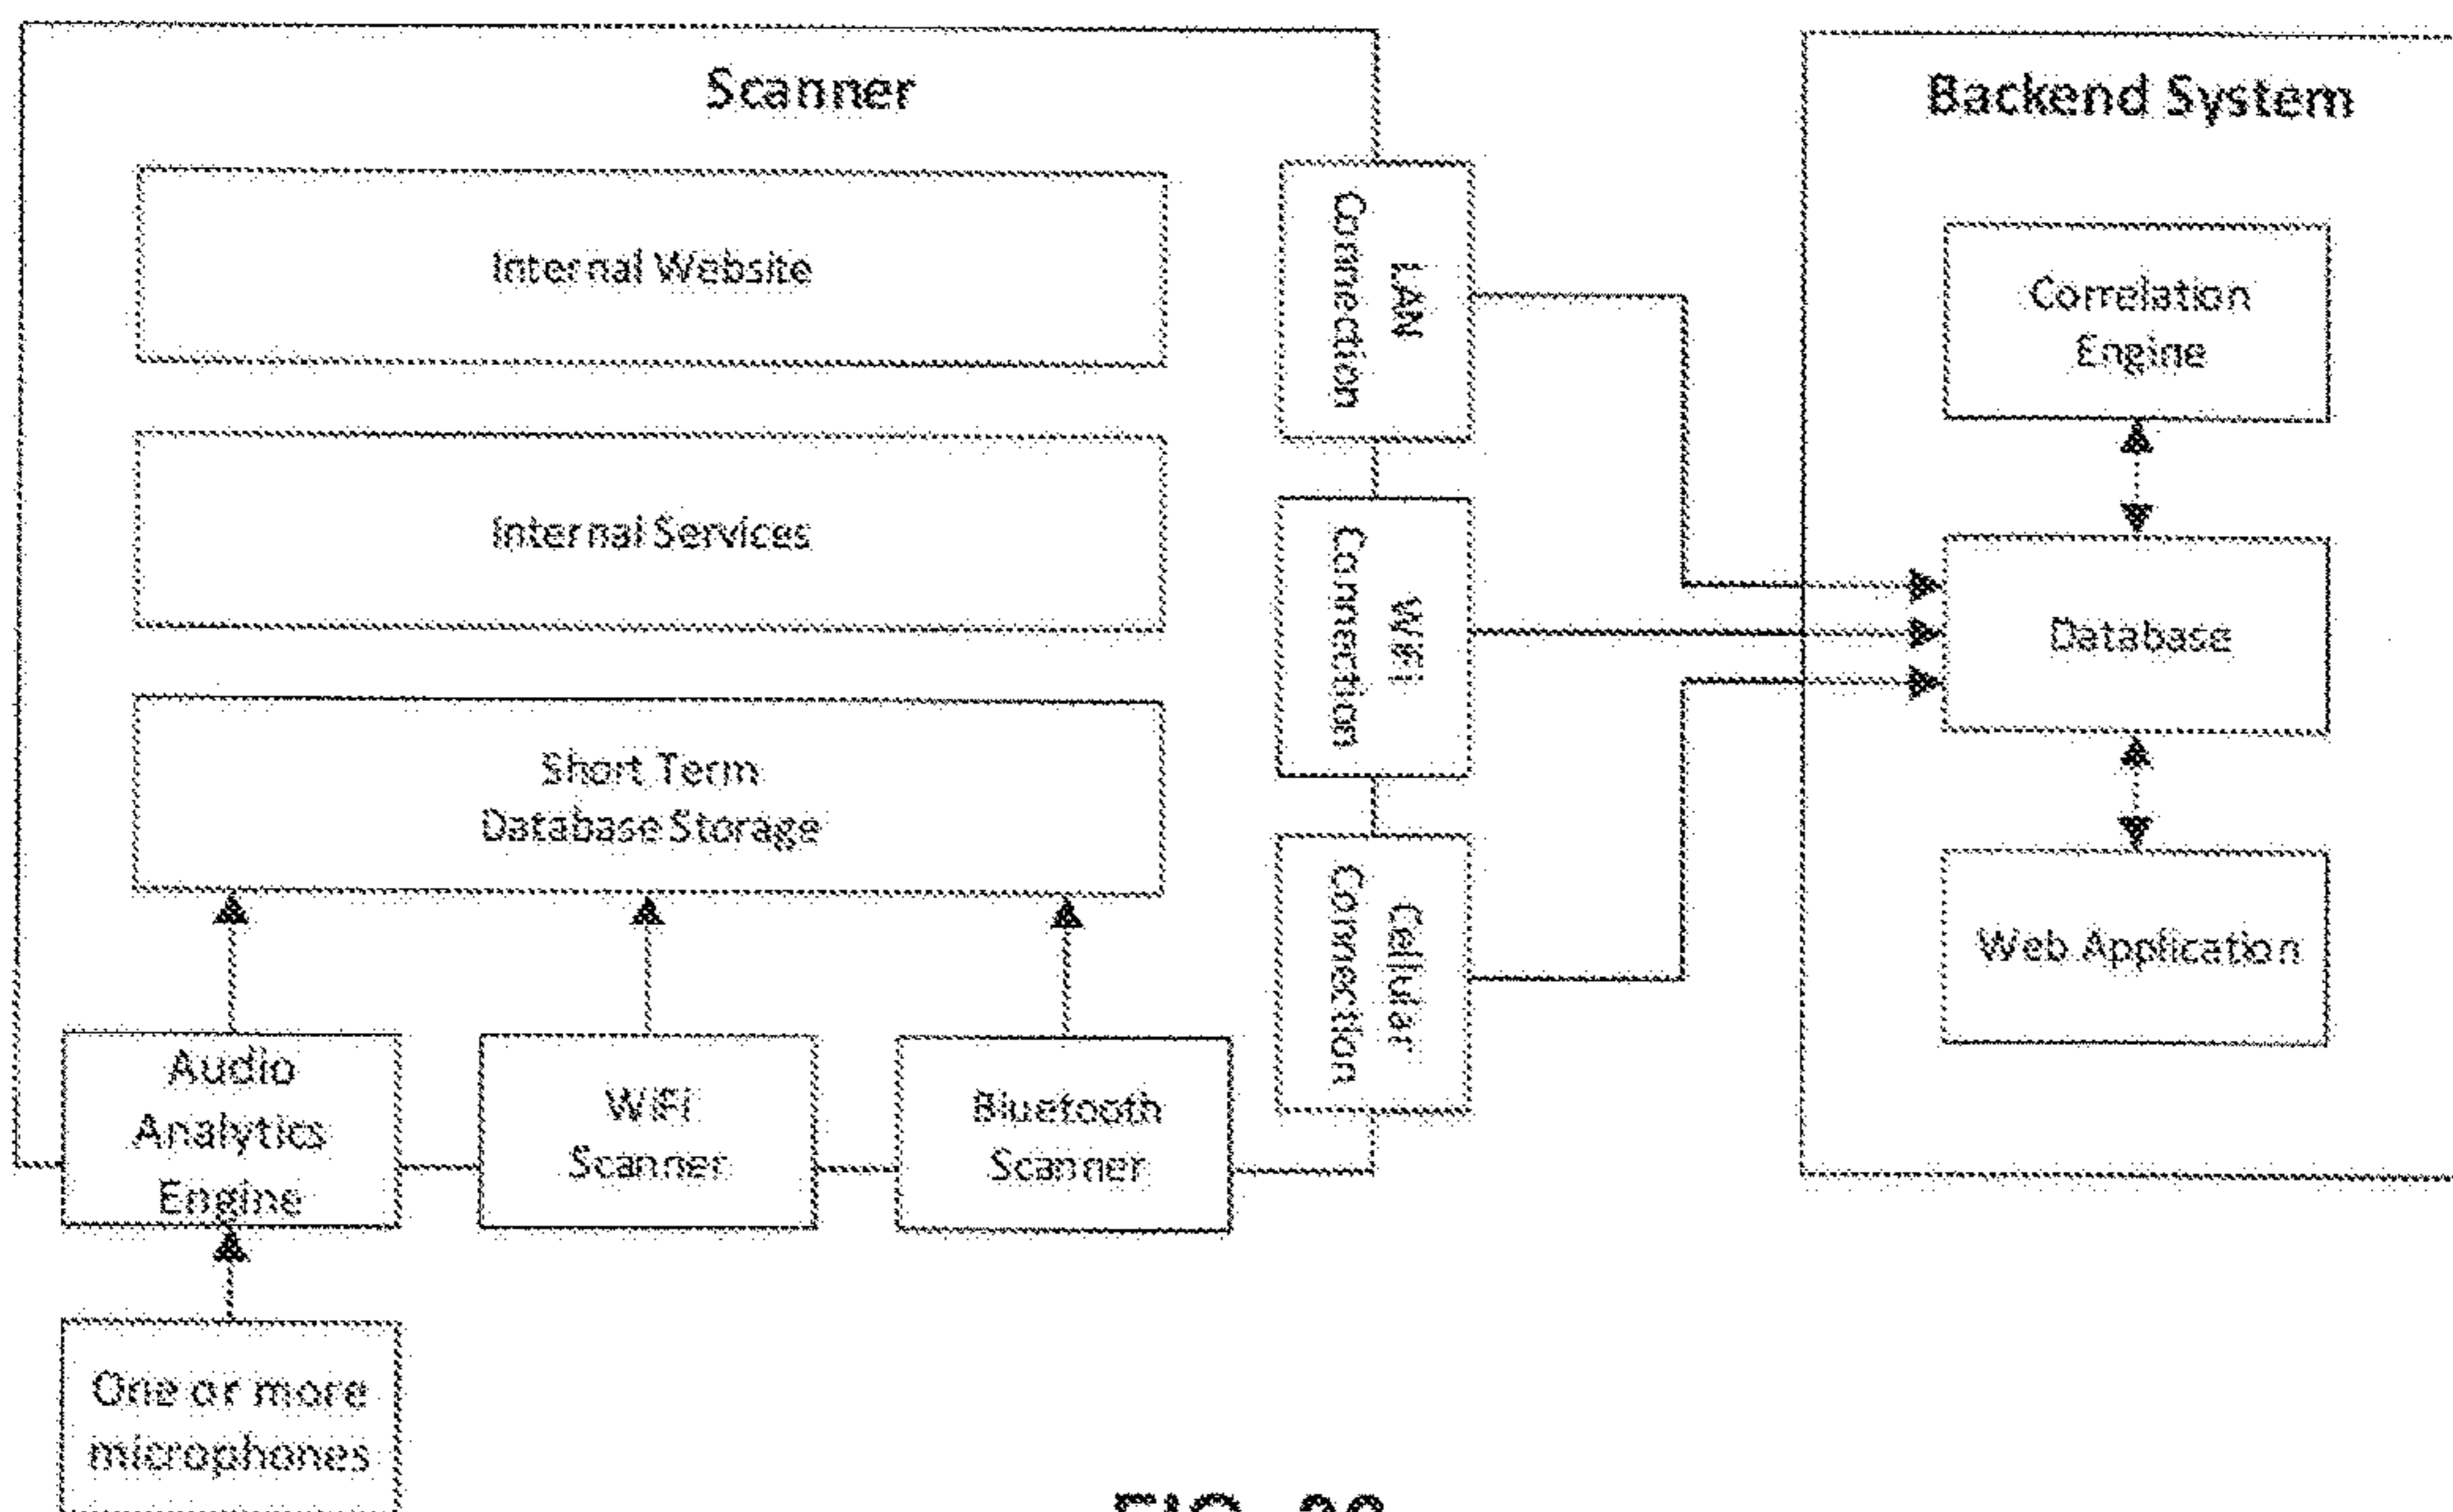 Scanner
Internal Website
Internal Services
Short Term
Database Storage
Audio
Analytics
Engine
WiFi
Scanner
Bluetooth
Scanner
One or more
microphones
LAN
Connection
WiFi
Connection
Cellular
Connection
Backend System
Correlation
Engine
Database
Web Application
FIG.